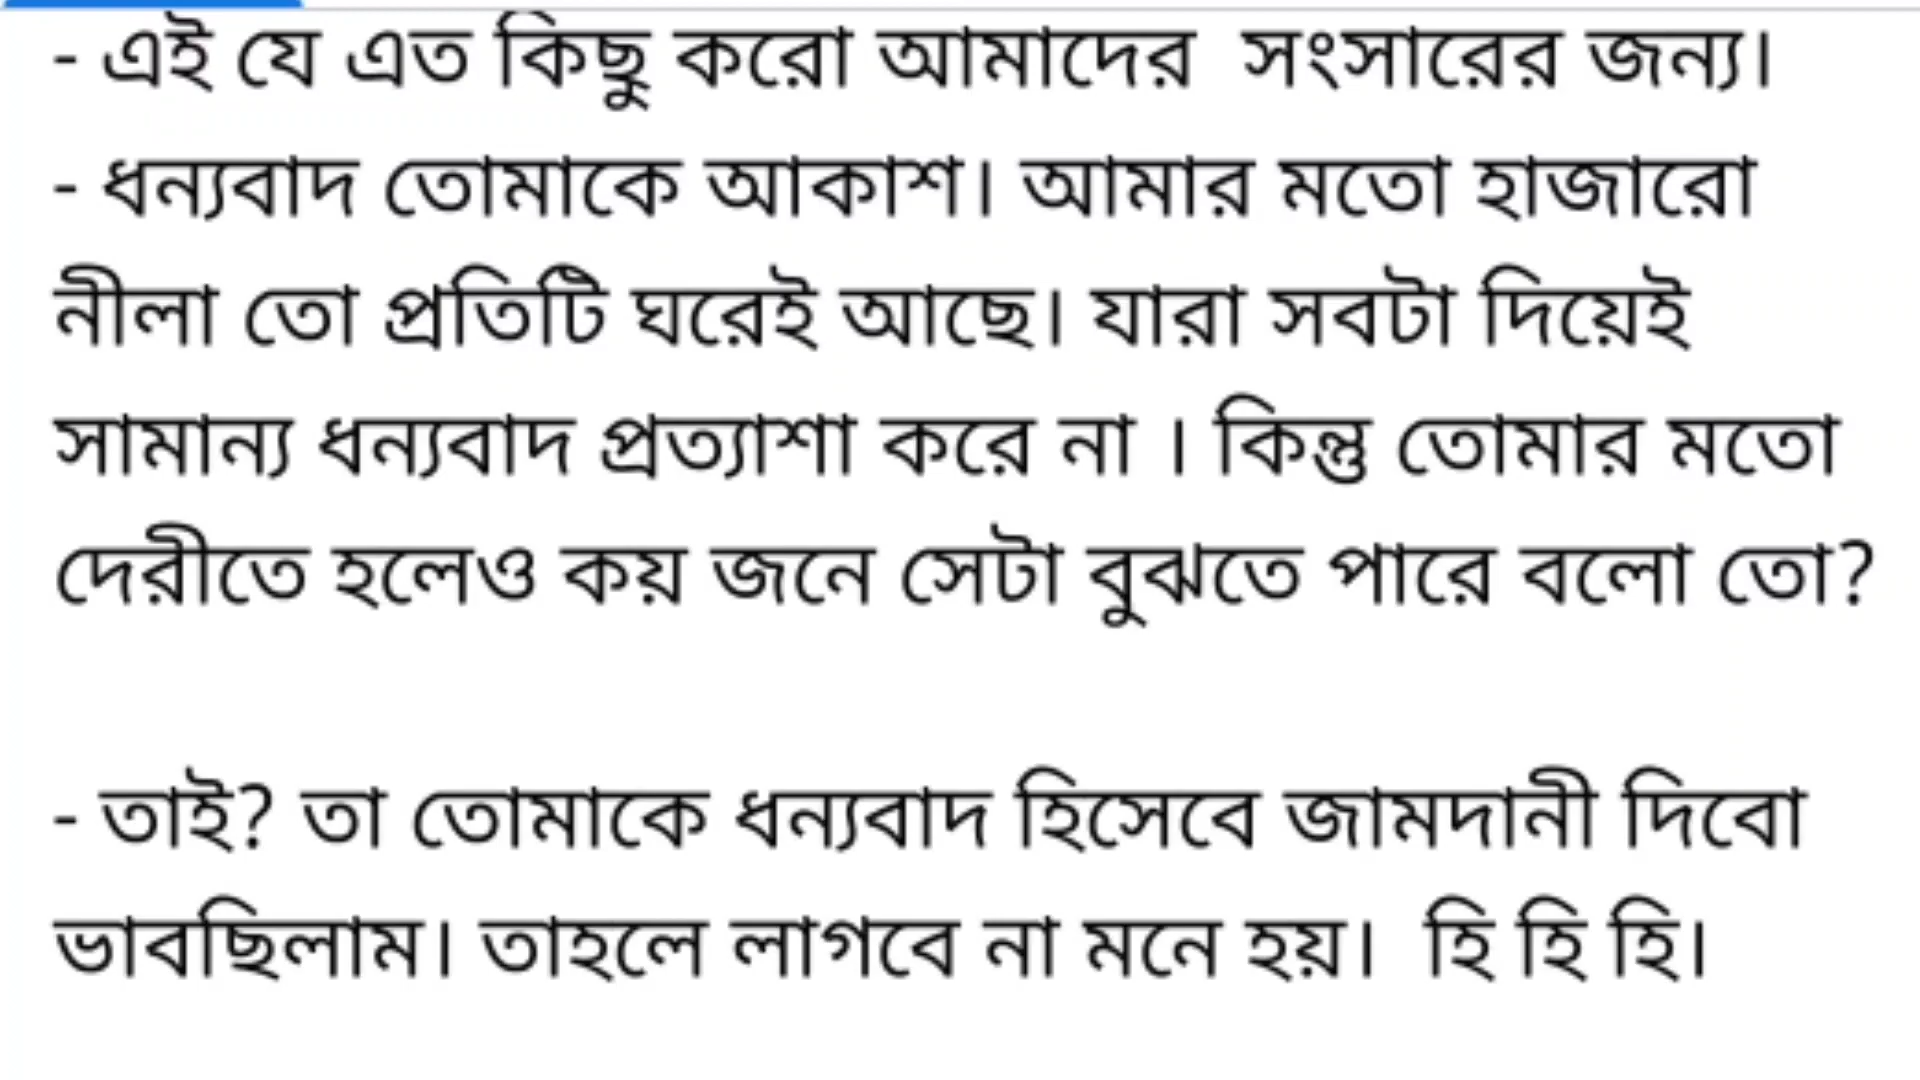 - এই যে এত কিছু করো আমাদের  সংসারের জন্য।
- ধন্যবাদ তোমাকে আকাশ। আমার মতো হাজারো
নীলা তো প্রতিটি ঘরেই আছে। যারা সবটা দিয়েই
সামান্য ধন্যবাদ প্রত্যাশা করে না । কিন্তু তোমার মতো
দেরীতে হলেও কয় জনে সেটা বুঝতে পারে বলো তো?
- তাই? তা তোমাকে ধন্যবাদ হিসেবে জামদানী দিবো
ভাবছিলাম। তাহলে লাগবে না মনে হয়।  হি হি হি।